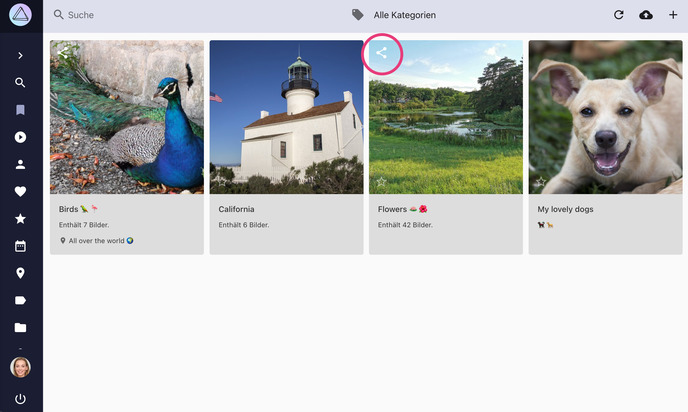 Suche
Alle Kategorien
Birds 🦜 🦩
Enthält 7 Bilder.
All over the world 🌍
California
Enthält 6 Bilder.
Flowers 🪷 🌺
Enthält 42 Bilder.
My lovely dogs
🐕‍🦺 🦮